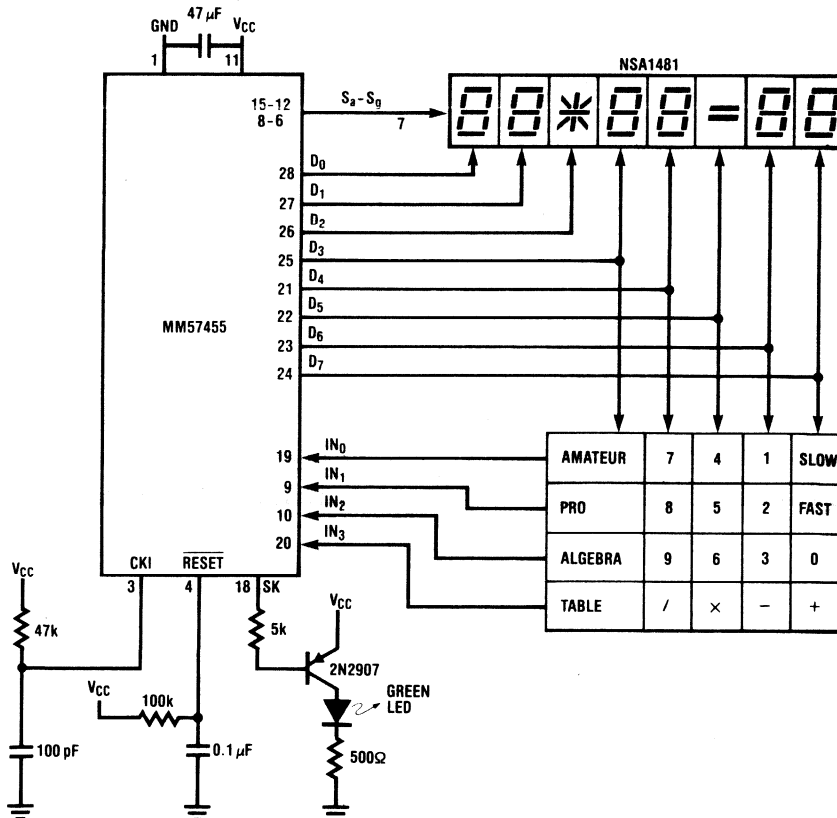 47 µF
GND VCC
1 11
NSA1481
15-12
8-6
Sa-Sg
7
28 D0
27 D1
26 D2
25 D3
21 D4
22 D5
23 D6
24 D7
MM57455
19 IN0
9 IN1
10 IN2
20 IN3
AMATEUR 7 4 1 SLOW
PRO 8 5 2 FAST
ALGEBRA 9 6 3 0
TABLE / × − +
CKI RESET
3 4 18 SK
VCC
47k
100 pF
VCC
100k
0.1 µF
5k
VCC
2N2907
GREEN
LED
500Ω